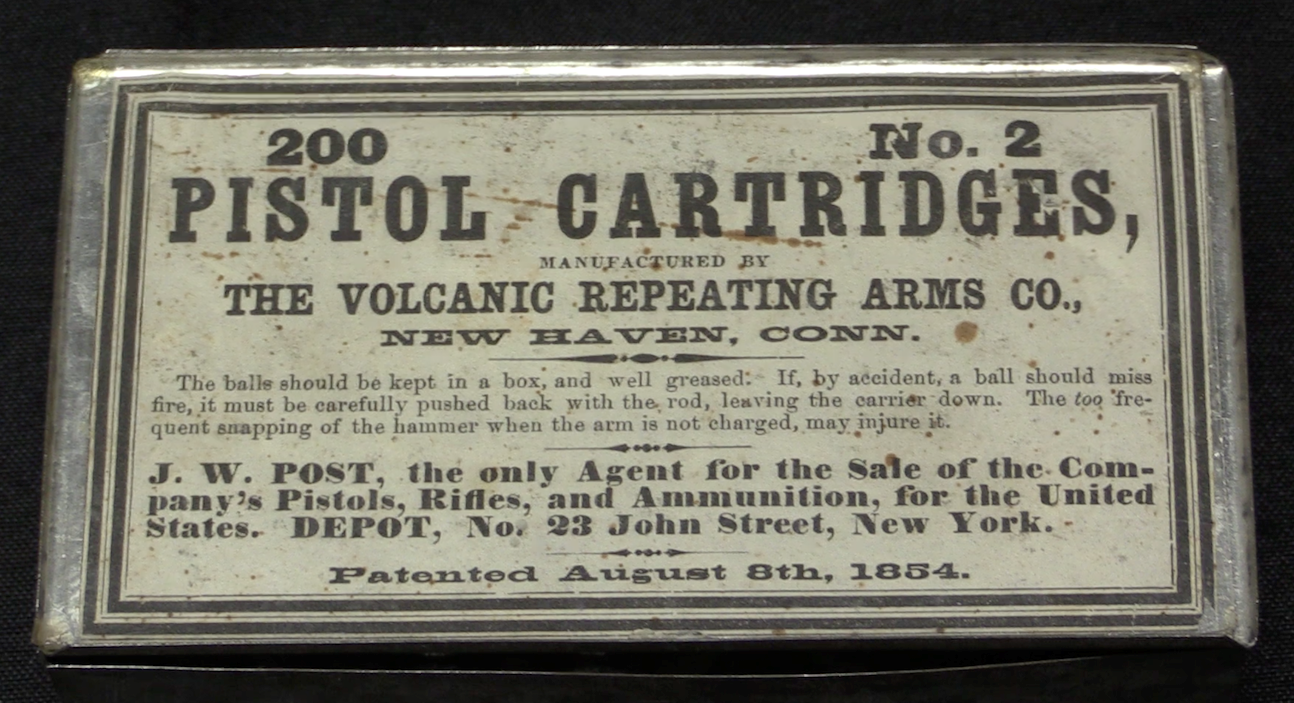 200 No. 2
PISTOL CARTRIDGES,
MANUFACTURED BY
THE VOLCANIC REPEATING ARMS CO.,
NEW HAVEN, CONN.
The balls should be kept in a box, and well greased. If, by accident, a ball should miss
fire, it must be carefully pushed back with the rod, leaving the carrier down. The too fre-
quent snapping of the hammer when the arm is not charged, may injure it.
J. W. POST, the only Agent for the Sale of the Com-
pany's Pistols, Rifles, and Ammunition, for the United
States. DEPOT, No. 23 John Street, New York.
Patented August 8th, 1854.